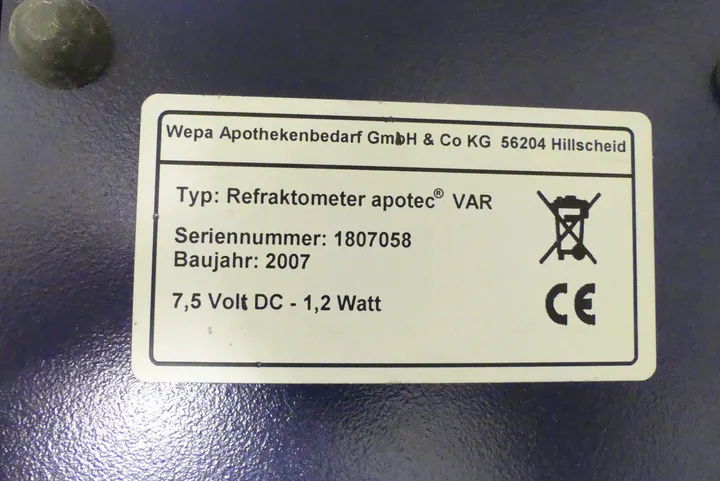 Wepa Apothekenbedarf GmbH & Co KG 56204 Hillscheid
Typ: Refraktometer apotec® VAR
Seriennummer: 1807058
Baujahr: 2007
7,5 Volt DC - 1,2 Watt
CE